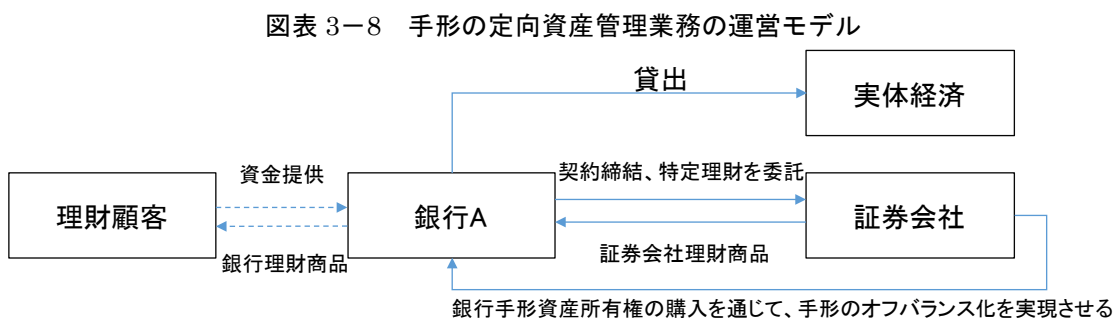 図表 3－8　手形の定向資産管理業務の運営モデル
貸出
実体経済
資金提供
契約締結、特定理財を委託
理財顧客
銀行A
証券会社
銀行理財商品
証券会社理財商品
銀行手形資産所有権の購入を通じて、手形のオフバランス化を実現させる